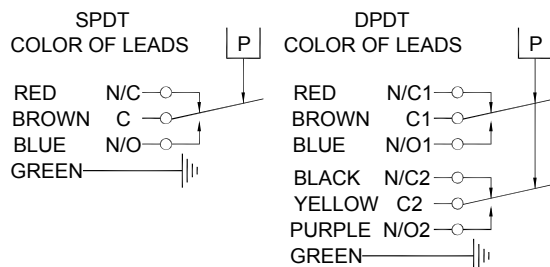 SPDT
COLOR OF LEADS
P
RED N/C
BROWN C
BLUE N/O
GREEN
DPDT
COLOR OF LEADS
P
RED N/C1
BROWN C1
BLUE N/O1
BLACK N/C2
YELLOW C2
PURPLE N/O2
GREEN